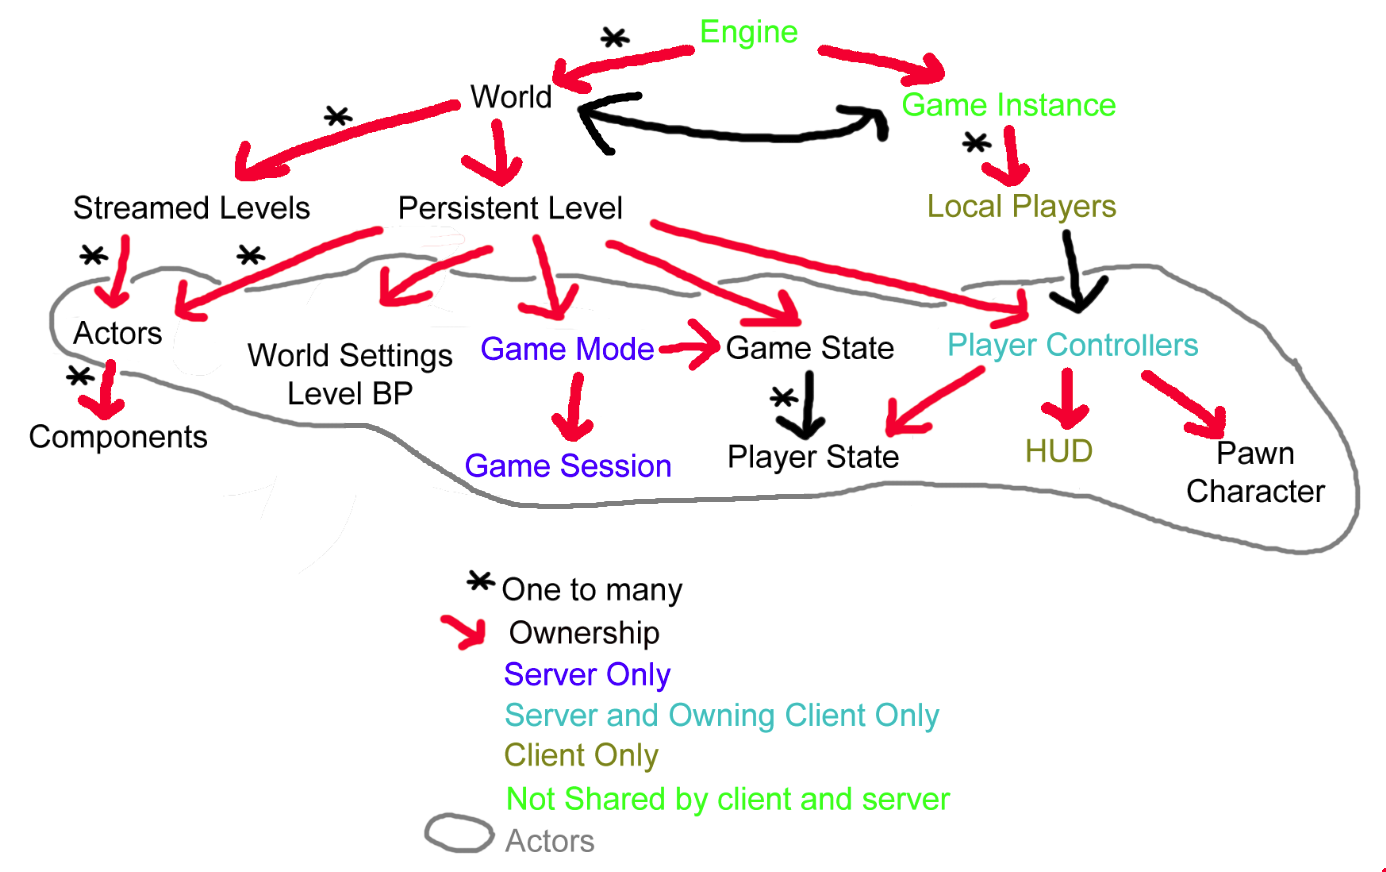 Engine
World
Game Instance
Streamed Levels
Persistent Level
Local Players
Actors
World Settings
Level BP
Game Mode
Game State
Player Controllers
Components
Game Session
Player State
HUD
Pawn
Character
* One to many
Ownership
Server Only
Server and Owning Client Only
Client Only
Not Shared by client and server
Actors